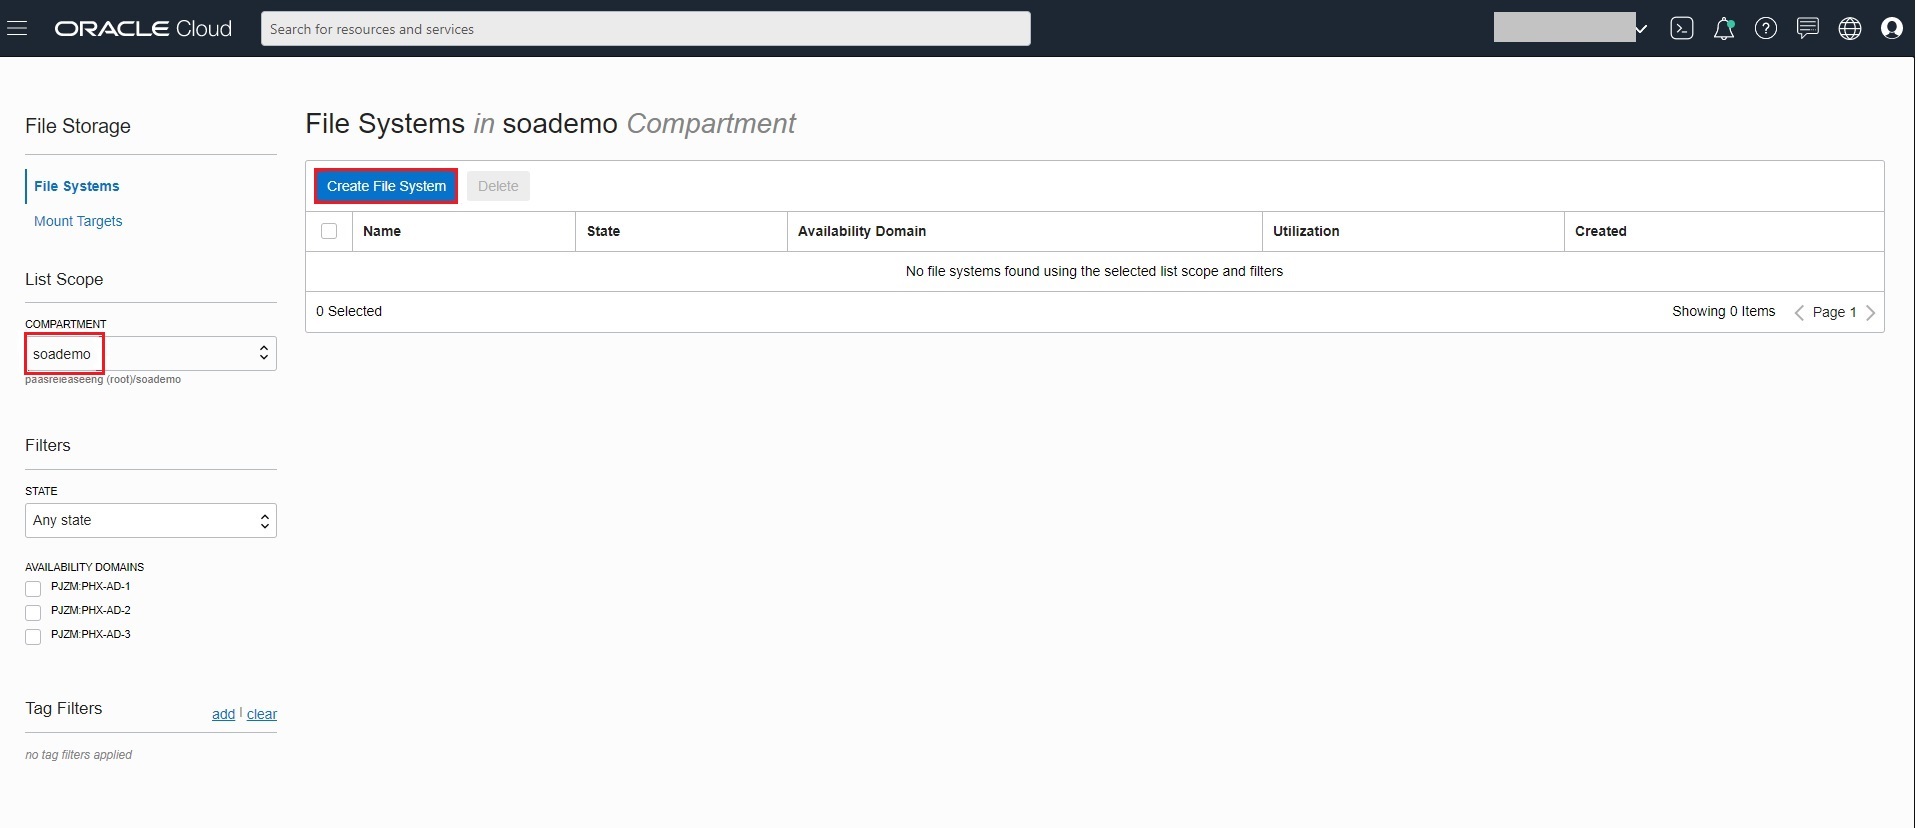 ORACLE Cloud
Search for resources and services
File Storage
File Systems
Mount Targets
List Scope
COMPARTMENT
soademo
paasreleaseeng (root)/soademo
Filters
STATE
Any state
AVAILABILITY DOMAINS
PJZM:PHX-AD-1
PJZM:PHX-AD-2
PJZM:PHX-AD-3
Tag Filters
add | clear
no tag filters applied
File Systems in soademo Compartment
Create File System Delete
Name State Availability Domain Utilization Created
No file systems found using the selected list scope and filters
0 Selected Showing 0 Items Page 1